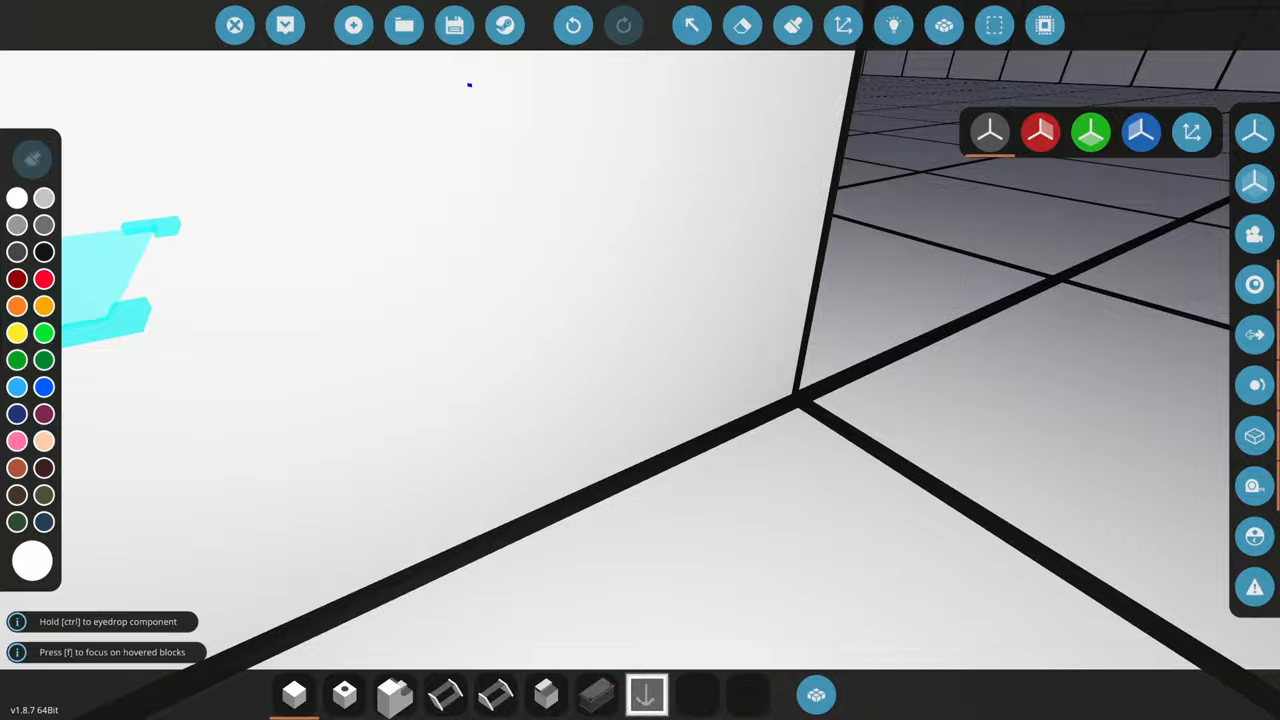 Hold [ctrl] to eyedrop component
Press [f] to focus on hovered blocks
v1.8.7 64Bit